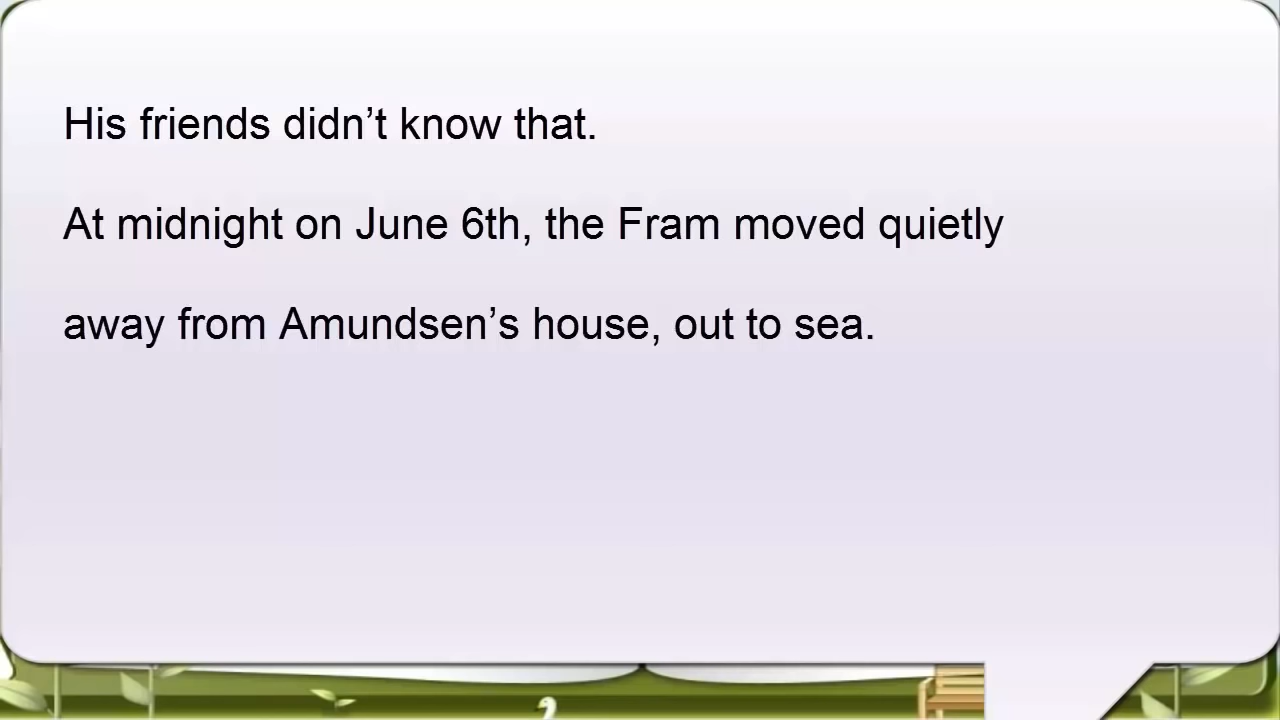 His friends didn’t know that.
At midnight on June 6th, the Fram moved quietly
away from Amundsen’s house, out to sea.